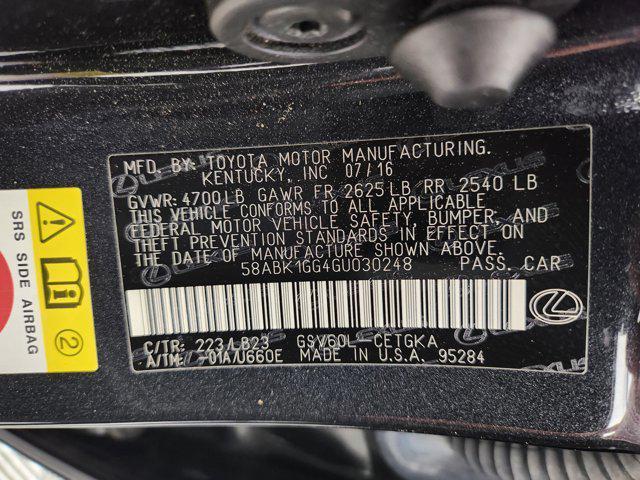 MFD. BY: TOYOTA MOTOR MANUFACTURING.
KENTUCKY, INC 07/16
GVWR: 4700LB GAWR FR 2625LB RR 2540 LB
THIS VEHICLE CONFORMS TO ALL APPLICABLE
FEDERAL MOTOR VEHICLE SAFETY, BUMPER, AND
THEFT PREVENTION STANDARDS IN EFFECT ON
THE DATE OF MANUFACTURE SHOWN ABOVE.
58ABK1GG4GU030248 PASS. CAR
C/TR: 223/LB23 GSV60L-CETGKA
A/TM: -01A/U660E MADE IN U.S.A. 95284
SRS SIDE AIRBAG
2